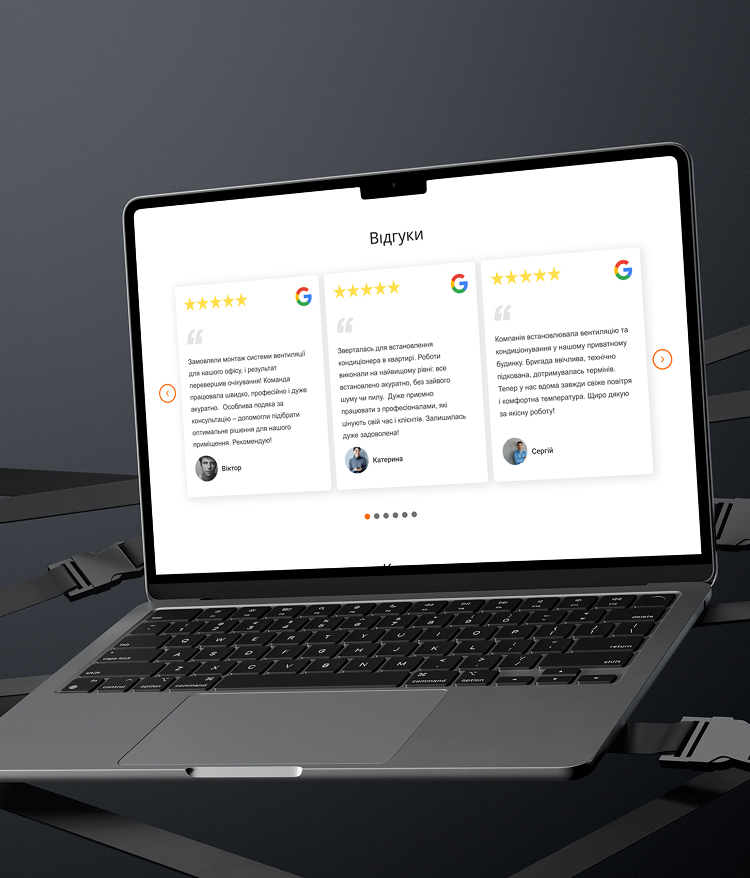 Відгуки
Замовляли монтаж системи вентиляції
для нашого офісу, і результат
перевершив очікування! Команда
працювала швидко, професійно і дуже
акуратно. Особлива подяка за
консультацію – допомогли підібрати
оптимальне рішення для нашого
приміщення. Рекомендую!
Віктор
Зверталась для встановлення
кондиціонера в квартирі. Роботи
виконали на найвищому рівні: все
встановлено акуратно, без зайвого
шуму чи пилу. Дуже приємно
працювати з професіоналами, які
цінують свій час і клієнтів. Залишилась
дуже задоволена!
Катерина
Компанія встановлювала вентиляцію та
кондиціонування у нашому приватному
будинку. Бригада ввічлива, технічно
підкована, дотримувалась термінів.
Тепер у нас вдома завжди свіже повітря
і комфортна температура. Щиро дякую
за якісну роботу!
Сергій
esc
tab Q W E R T Y U I O P
delete
caps lock A S D F G H J K L
return
shift Z X C V B N M
shift
fn control option command
command option